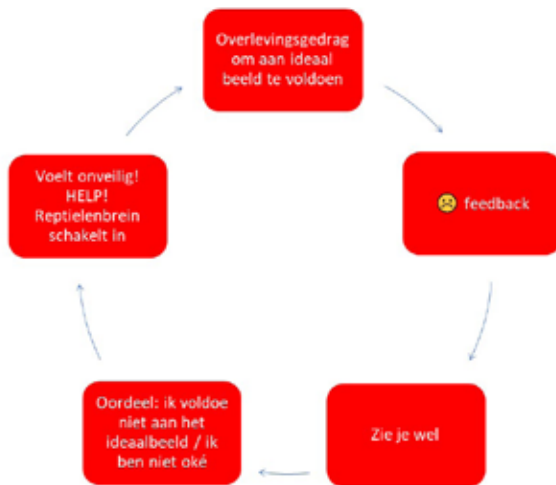 Overlevingsgedrag
om aan ideaal
beeld te voldoen
☹ feedback
Zie je wel
Oordeel: ik voldoe
niet aan het
ideaalbeeld / ik
ben niet oké
Voelt onveilig!
HELP!
Reptielenbrein
schakelt in